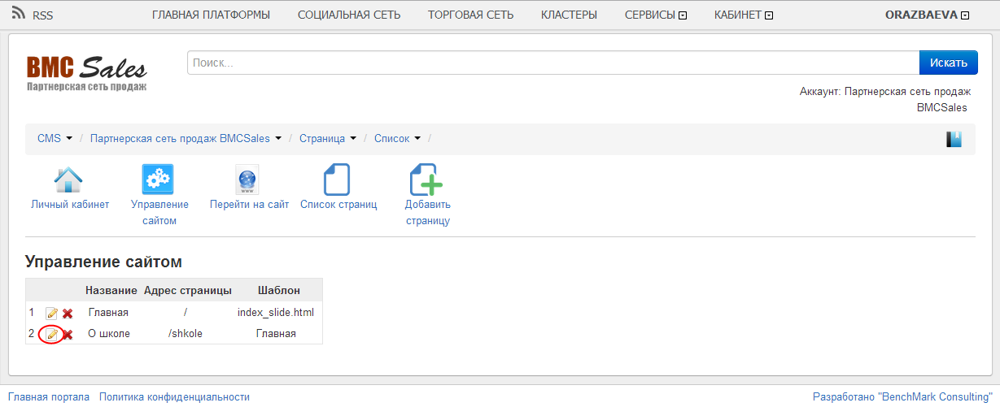 RSS ГЛАВНАЯ ПЛАТФОРМЫ СОЦИАЛЬНАЯ СЕТЬ ТОРГОВАЯ СЕТЬ КЛАСТЕРЫ СЕРВИСЫ КАБИНЕТ ORAZBAEVA
BMC Sales
Партнерская сеть продаж
Поиск... Искать
Аккаунт: Партнерская сеть продаж
BMCSales
CMS / Партнерская сеть продаж BMCSales / Страница / Список /
Личный кабинет Управление сайтом Перейти на сайт Список страниц Добавить страницу
Управление сайтом
Название Адрес страницы Шаблон
1 Главная / index_slide.html
2 О школе /shkole Главная
Главная портала Политика конфиденциальности Разработано "BenchMark Consulting"